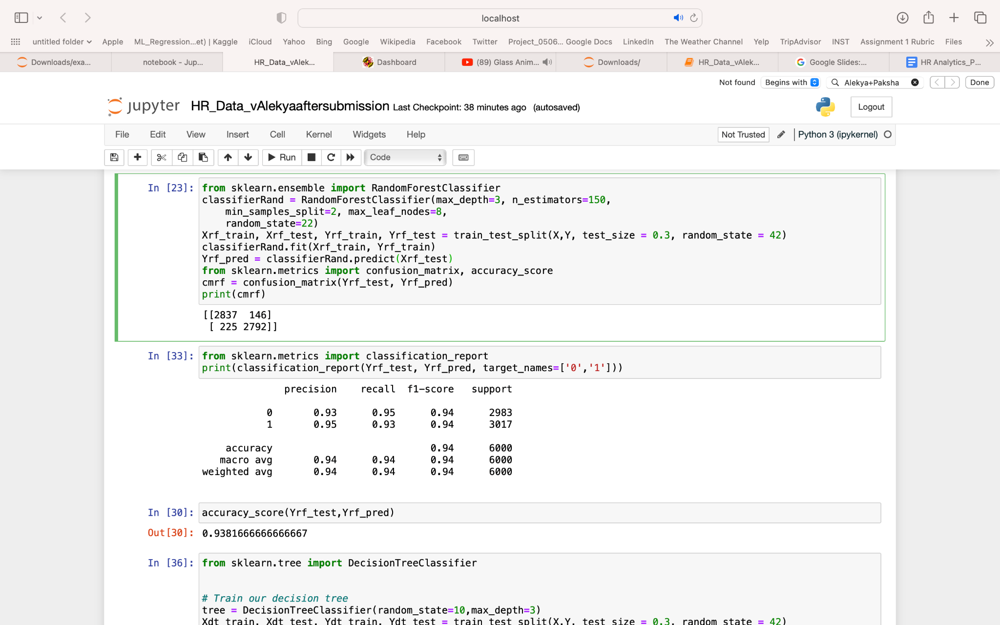 localhost
untitled folder Apple ML_Regression...et) | Kaggle iCloud Yahoo Bing Google Wikipedia Facebook Twitter Project_0506... Google Docs LinkedIn The Weather Channel Yelp TripAdvisor INST Assignment 1 Rubric Files
Downloads/exa... notebook - Jup... HR_Data_vAlek... Dashboard (89) Glass Anim... Downloads/ HR_Data_vAlek... Google Slides:... HR Analytics_P...
Not found Begins with Alekya+Paksha Done
jupyter HR_Data_vAlekyaaftersubmission Last Checkpoint: 38 minutes ago (autosaved) Logout
File Edit View Insert Cell Kernel Widgets Help Not Trusted Python 3 (ipykernel)
Run Code
In [23]: from sklearn.ensemble import RandomForestClassifier
classifierRand = RandomForestClassifier(max_depth=3, n_estimators=150,
min_samples_split=2, max_leaf_nodes=8,
random_state=22)
Xrf_train, Xrf_test, Yrf_train, Yrf_test = train_test_split(X,Y, test_size = 0.3, random_state = 42)
classifierRand.fit(Xrf_train, Yrf_train)
Yrf_pred = classifierRand.predict(Xrf_test)
from sklearn.metrics import confusion_matrix, accuracy_score
cmrf = confusion_matrix(Yrf_test, Yrf_pred)
print(cmrf)
[[2837 146]
[ 225 2792]]
In [33]: from sklearn.metrics import classification_report
print(classification_report(Yrf_test, Yrf_pred, target_names=['0','1']))
precision recall f1-score support
0 0.93 0.95 0.94 2983
1 0.95 0.93 0.94 3017
accuracy 0.94 6000
macro avg 0.94 0.94 0.94 6000
weighted avg 0.94 0.94 0.94 6000
In [30]: accuracy_score(Yrf_test,Yrf_pred)
Out[30]: 0.9381666666666667
In [36]: from sklearn.tree import DecisionTreeClassifier
# Train our decision tree
tree = DecisionTreeClassifier(random_state=10,max_depth=3)
Xdt_train, Xdt_test, Ydt_train, Ydt_test = train_test_split(X,Y, test_size = 0.3, random_state = 42)